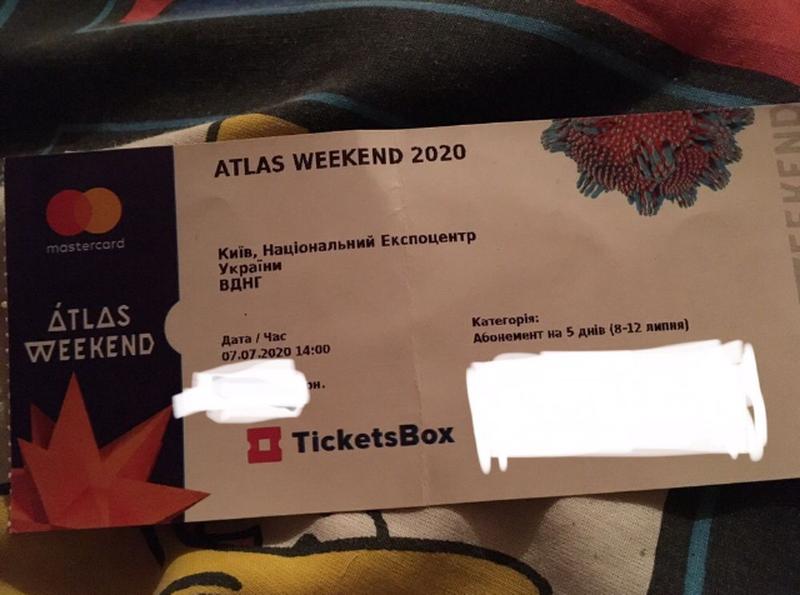 ATLAS WEEKEND 2020
mastercard
Київ, Національний Експоцентр
України
ВДНГ
ÁTLAS
WEEKEND
Дата / Час
07.07.2020 14:00
рн.
Категорія:
Абонемент на 5 днів (8-12 липня)
TicketsBox
WEEKEND